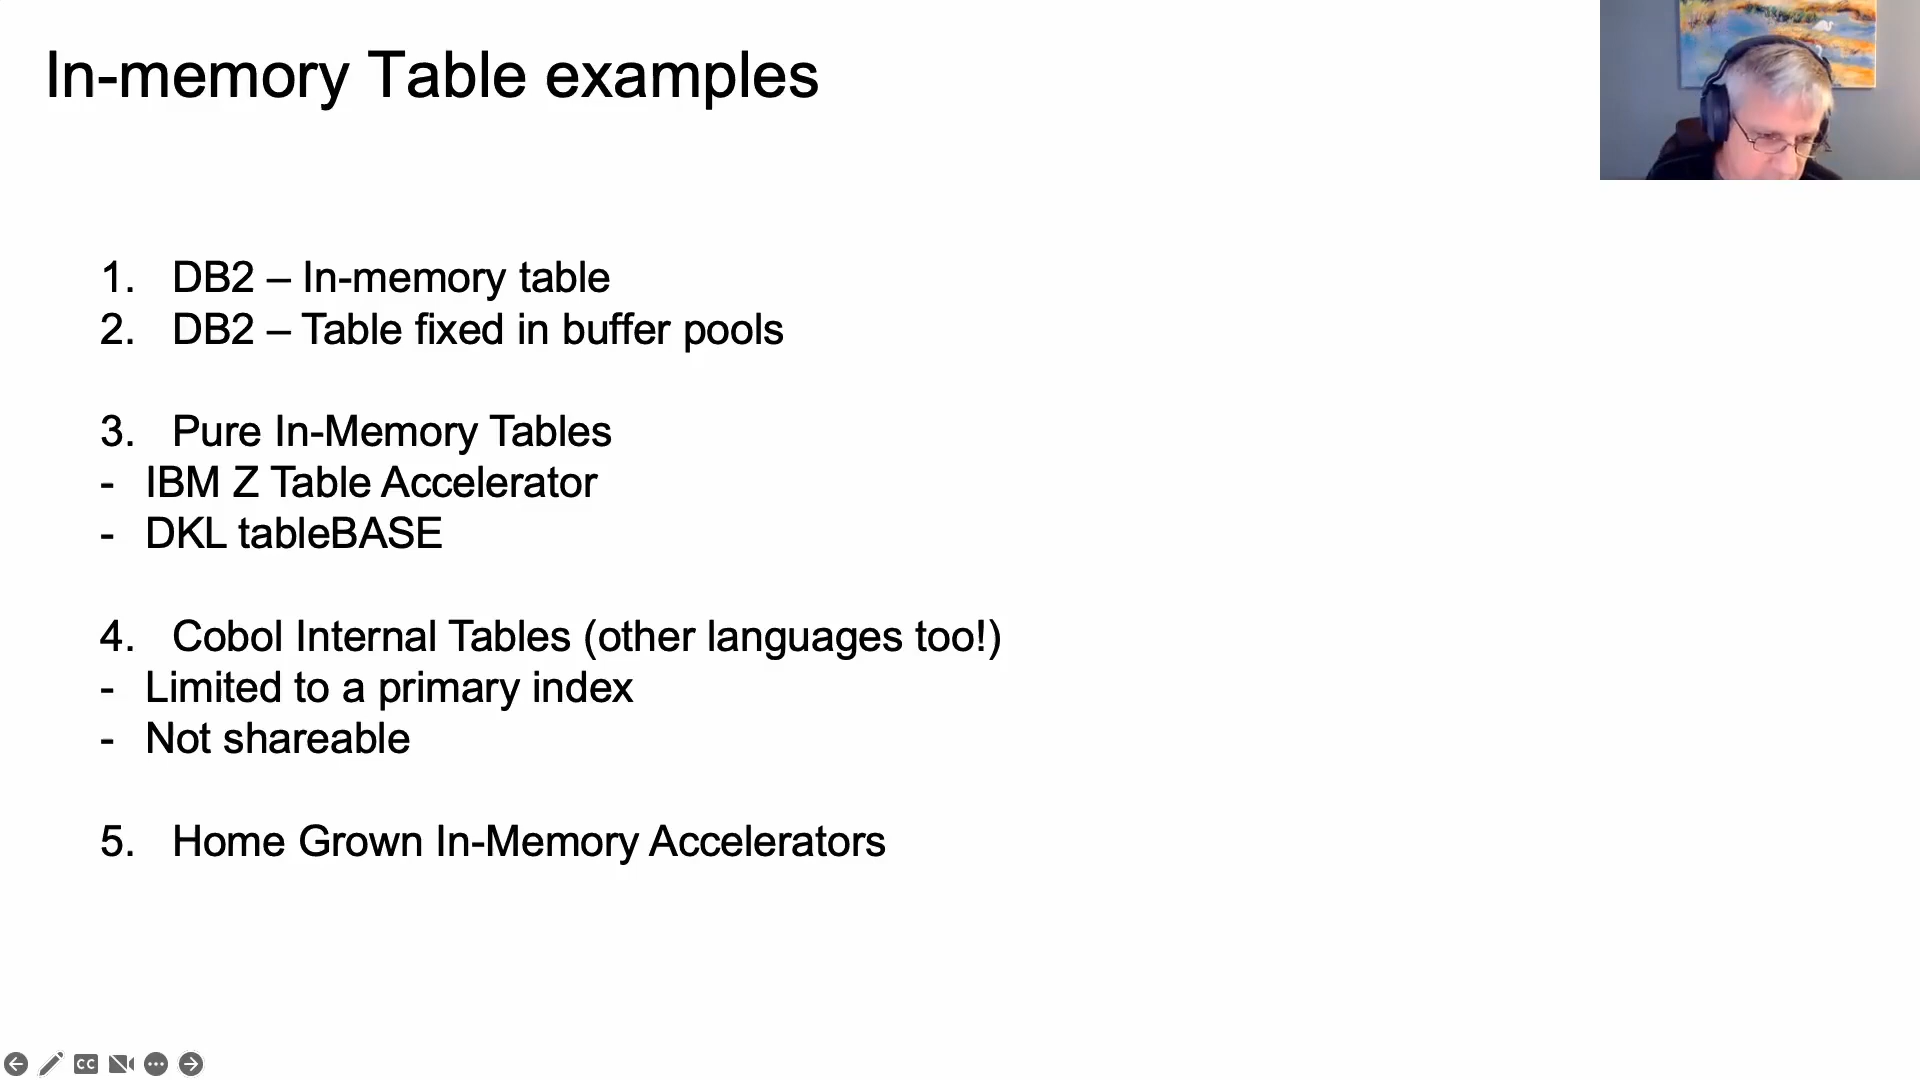 In-memory Table examples
1. DB2 – In-memory table
2. DB2 – Table fixed in buffer pools
3. Pure In-Memory Tables
- IBM Z Table Accelerator
- DKL tableBASE
4. Cobol Internal Tables (other languages too!)
- Limited to a primary index
- Not shareable
5. Home Grown In-Memory Accelerators
CC